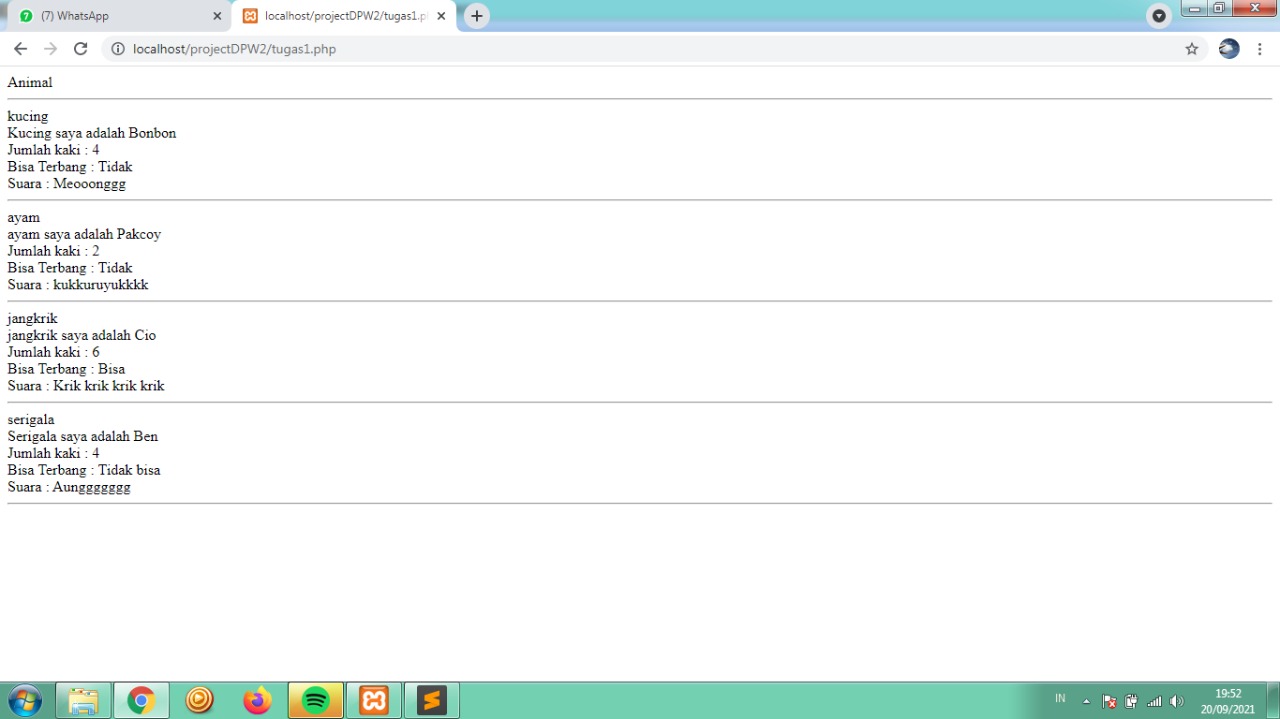 (7) WhatsApp
localhost/projectDPW2/tugas1.p
localhost/projectDPW2/tugas1.php
Animal
kucing
Kucing saya adalah Bonbon
Jumlah kaki : 4
Bisa Terbang : Tidak
Suara : Meooonggg
ayam
ayam saya adalah Pakcoy
Jumlah kaki : 2
Bisa Terbang : Tidak
Suara : kukkuruyukkkk
jangkrik
jangkrik saya adalah Cio
Jumlah kaki : 6
Bisa Terbang : Bisa
Suara : Krik krik krik krik
serigala
Serigala saya adalah Ben
Jumlah kaki : 4
Bisa Terbang : Tidak bisa
Suara : Aunggggggg
IN
19:52
20/09/2021